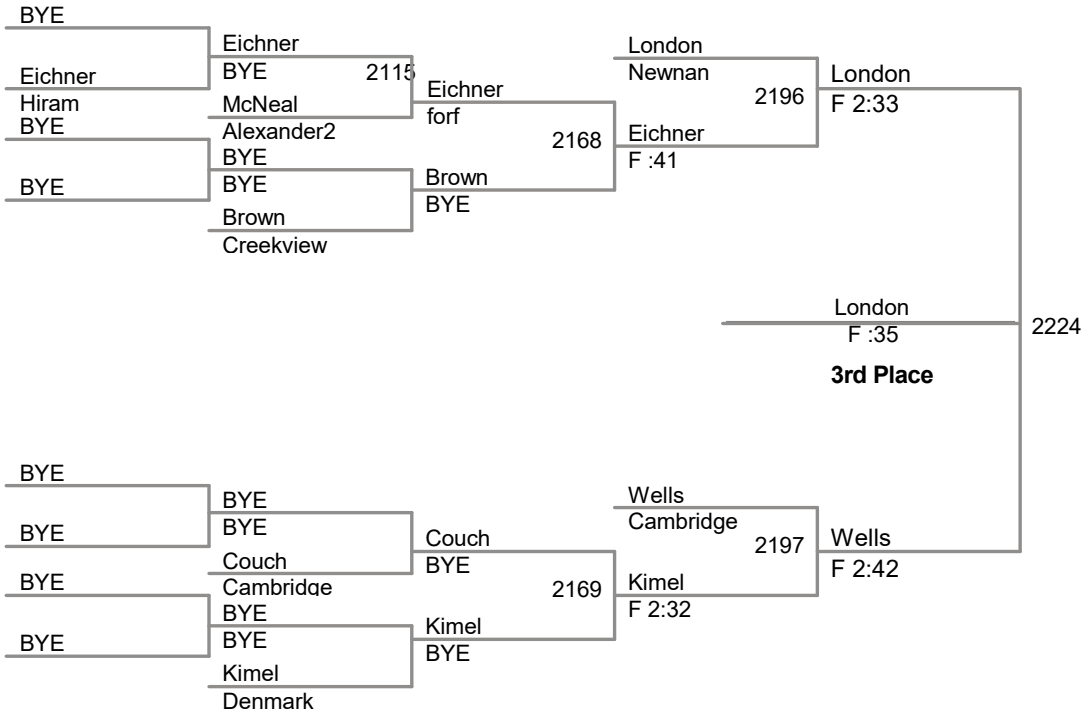 BYE
Eichner
Hiram
BYE
BYE
Eichner
BYE
2115
McNeal
Alexander2
BYE
BYE
Brown
Creekview
Eichner
forf
Brown
BYE
2168
London
Newnan
Eichner
F :41
2196
London
F 2:33
London
F :35
3rd Place
2224
BYE
BYE
BYE
BYE
BYE
BYE
Couch
Cambridge
BYE
BYE
Kimel
Denmark
Couch
BYE
Kimel
BYE
2169
Wells
Cambridge
Kimel
F 2:32
2197
Wells
F 2:42